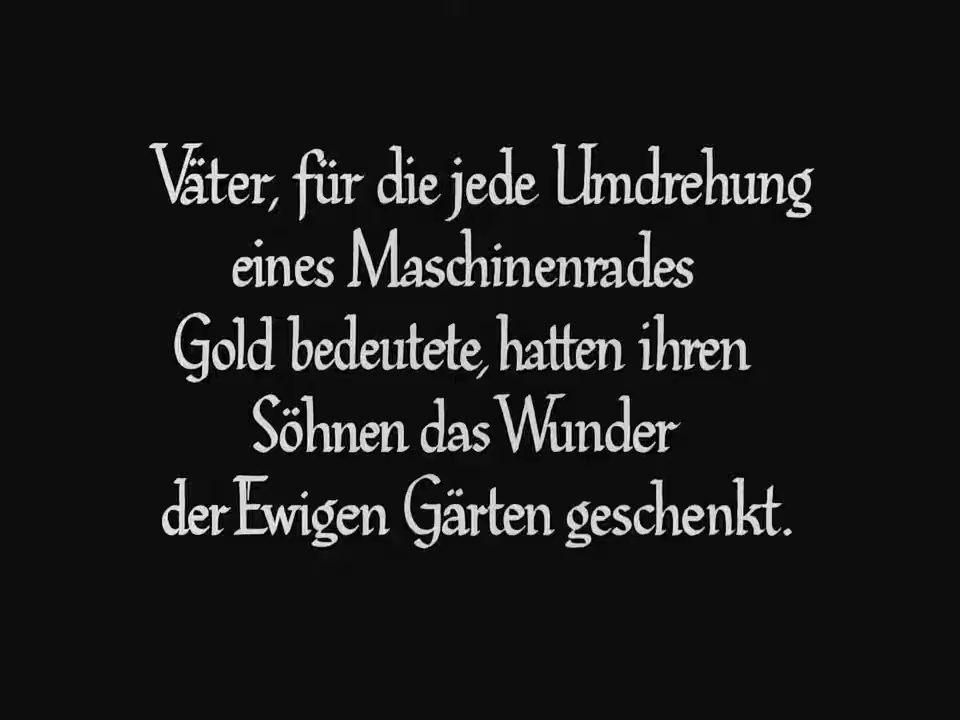 Väter, für die jede Umdrehung
eines Maschinenrades
Gold bedeutete, hatten ihren
Söhnen das Wunder
der Ewigen Gärten geschenkt.